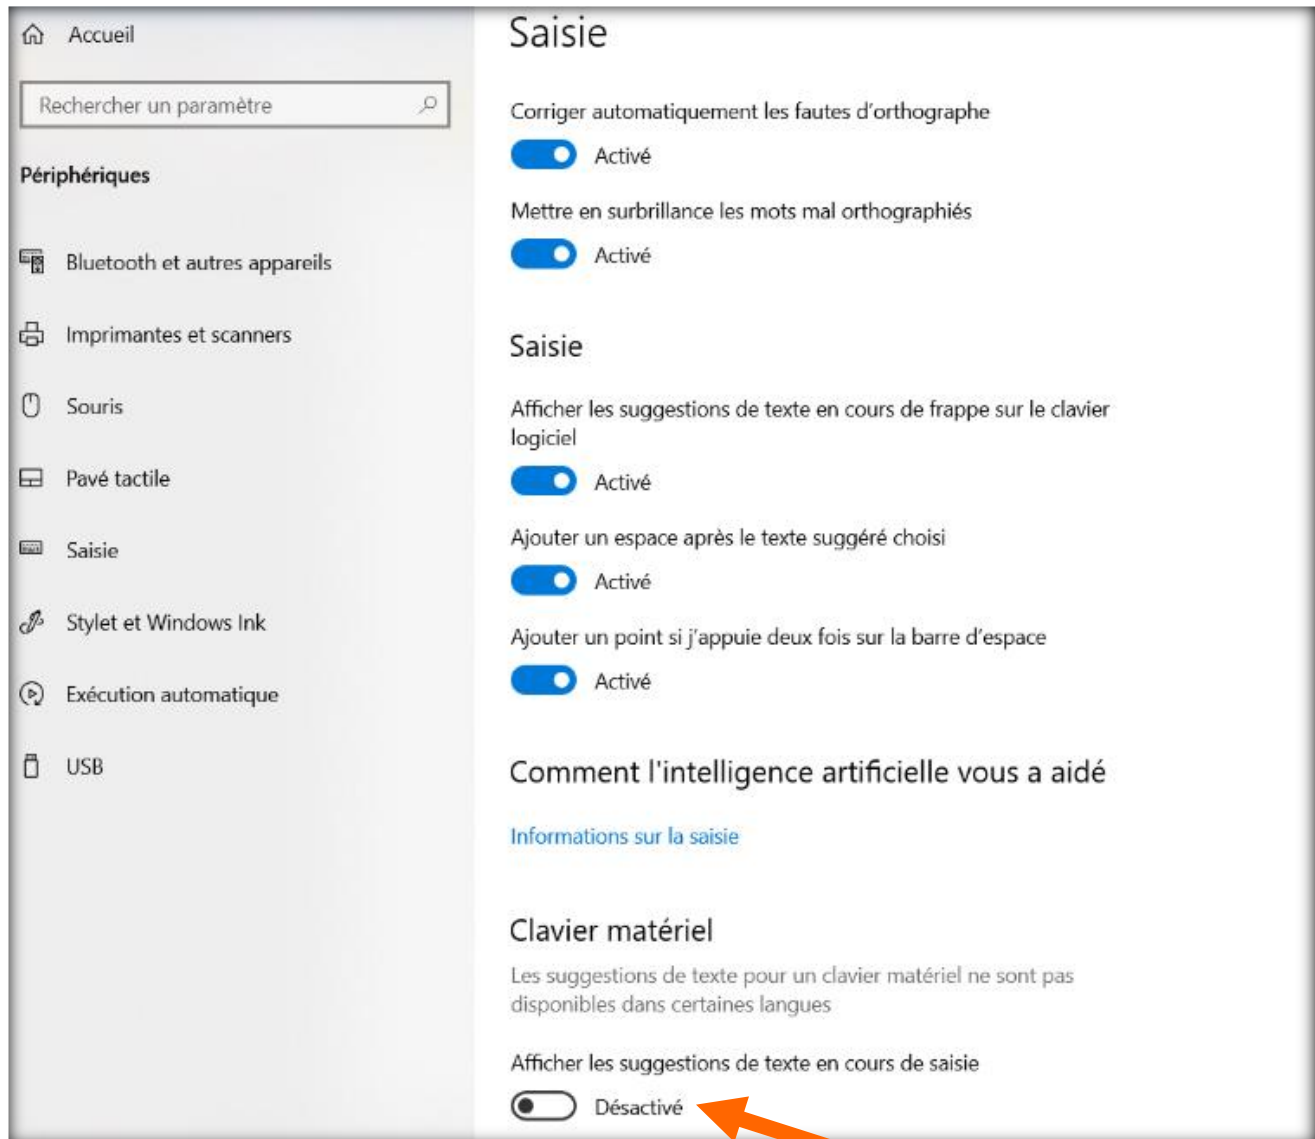 Accueil
Rechercher un paramètre
Périphériques
Bluetooth et autres appareils
Imprimantes et scanners
Souris
Pavé tactile
Saisie
Stylet et Windows Ink
Exécution automatique
USB
Saisie
Corriger automatiquement les fautes d'orthographe
Activé
Mettre en surbrillance les mots mal orthographiés
Activé
Saisie
Afficher les suggestions de texte en cours de frappe sur le clavier
logiciel
Activé
Ajouter un espace après le texte suggéré choisi
Activé
Ajouter un point si j'appuie deux fois sur la barre d'espace
Activé
Comment l'intelligence artificielle vous a aidé
Informations sur la saisie
Clavier matériel
Les suggestions de texte pour un clavier matériel ne sont pas
disponibles dans certaines langues
Afficher les suggestions de texte en cours de saisie
Désactivé